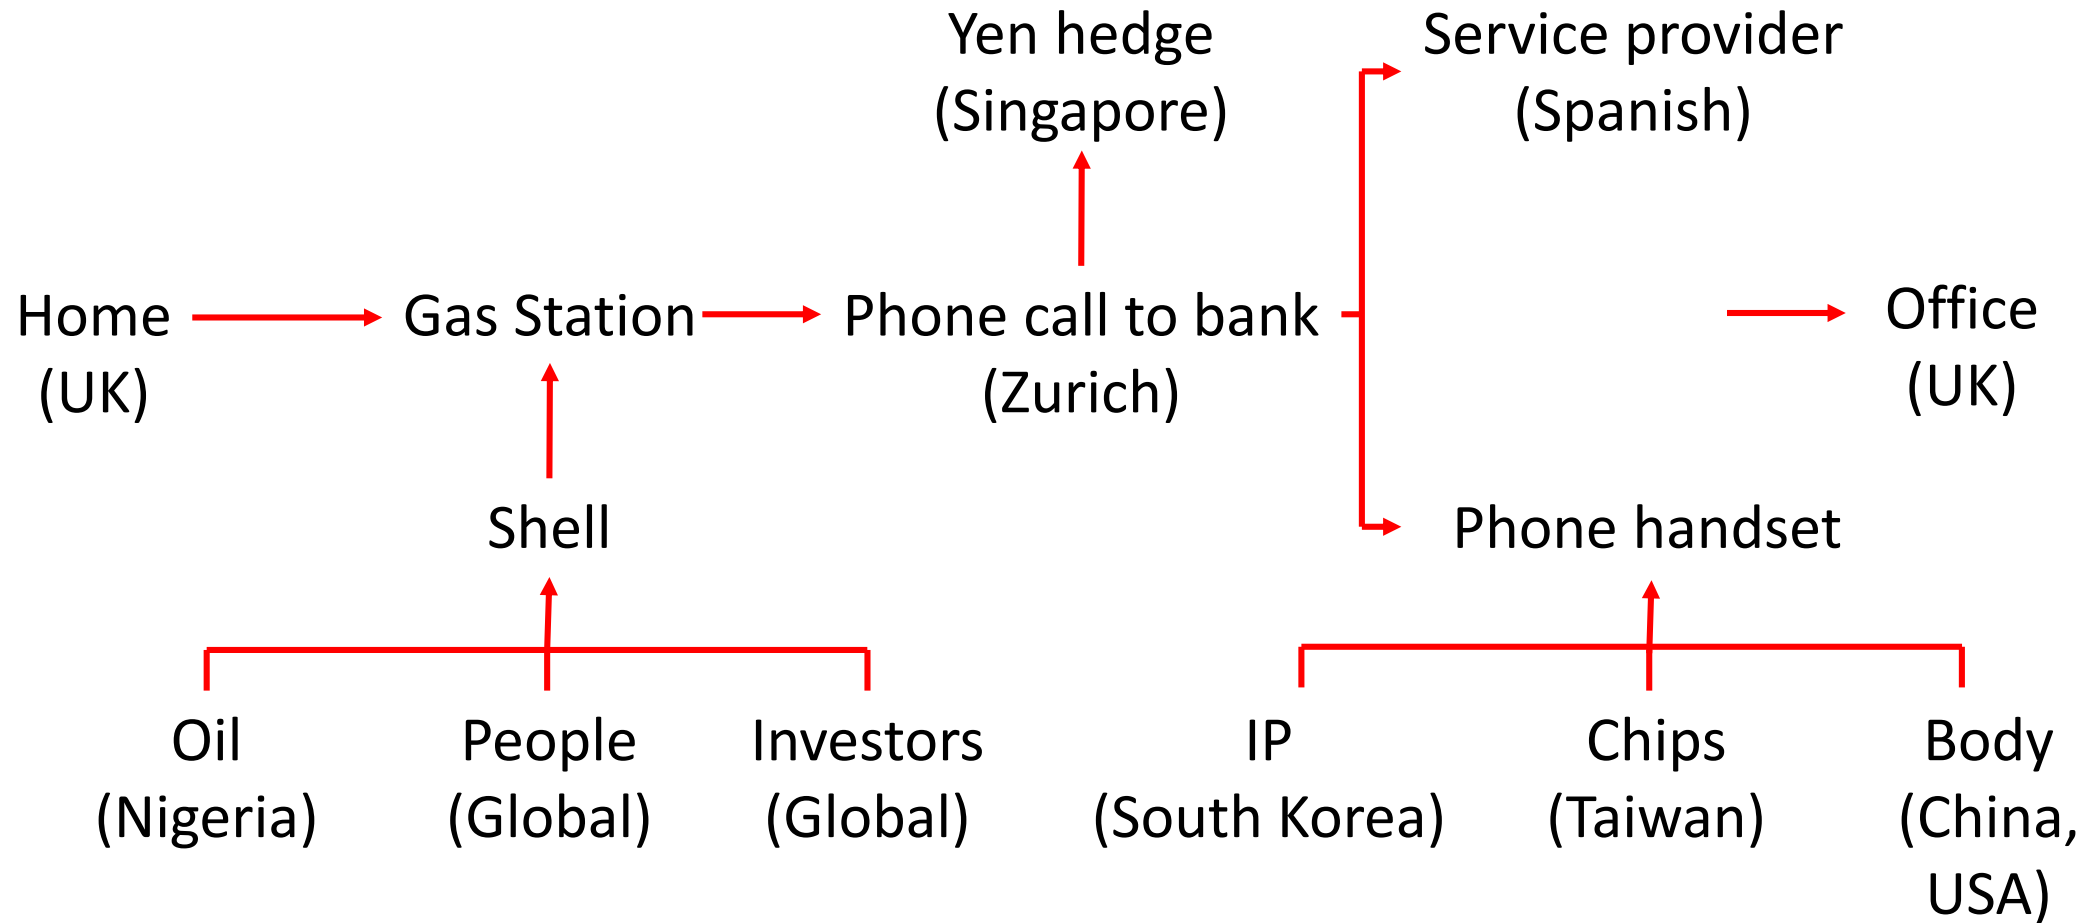 Yen hedge
(Singapore)
Service provider
(Spanish)
Home
(UK)
Gas Station
Phone call to bank
(Zurich)
Office
(UK)
Shell
Phone handset
Oil
(Nigeria)
People
(Global)
Investors
(Global)
IP
(South Korea)
Chips
(Taiwan)
Body
(China,
USA)